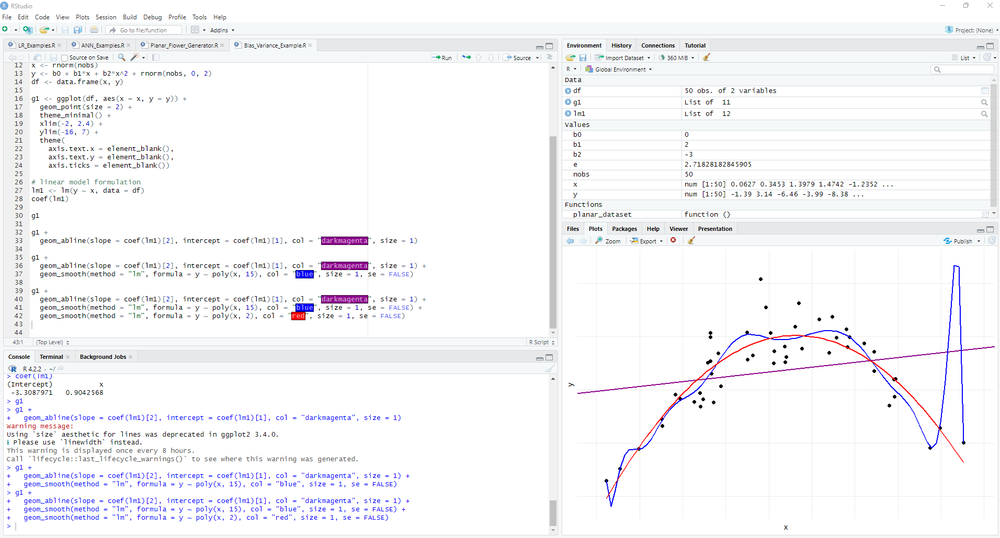 RStudio
File Edit Code View Plots Session Build Debug Profile Tools Help
Go to file/function Addins Project: (None)
LR_Examples.R ANN_Examples.R Planar_Flower_Generator.R Bias_Variance_Example.R
Source on Save Run Source
12 x <- rnorm(nobs)
13 y <- b0 + b1*x + b2*x^2 + rnorm(nobs, 0, 2)
14 df <- data.frame(x, y)
15
16 g1 <- ggplot(df, aes(x = x, y = y)) +
17 geom_point(size = 2) +
18 theme_minimal() +
19 xlim(-2, 2.4) +
20 ylim(-16, 7) +
21 theme(
22 axis.text.x = element_blank(),
23 axis.text.y = element_blank(),
24 axis.ticks = element_blank())
25
26 # linear model formulation
27 lm1 <- lm(y ~ x, data = df)
28 coef(lm1)
29
30 g1
31
32 g1 +
33 geom_abline(slope = coef(lm1)[2], intercept = coef(lm1)[1], col = "darkmagenta", size = 1)
34
35 g1 +
36 geom_abline(slope = coef(lm1)[2], intercept = coef(lm1)[1], col = "darkmagenta", size = 1) +
37 geom_smooth(method = "lm", formula = y ~ poly(x, 15), col = "blue", size = 1, se = FALSE)
38
39 g1 +
40 geom_abline(slope = coef(lm1)[2], intercept = coef(lm1)[1], col = "darkmagenta", size = 1) +
41 geom_smooth(method = "lm", formula = y ~ poly(x, 15), col = "blue", size = 1, se = FALSE) +
42 geom_smooth(method = "lm", formula = y ~ poly(x, 2), col = "red", size = 1, se = FALSE)
43
44
43:1 (Top Level) R Script
Console Terminal Background Jobs
R 4.2.2 · ~/
> coef(lm1)
(Intercept) x
-3.3087971 0.9042568
> g1
> g1 +
+ geom_abline(slope = coef(lm1)[2], intercept = coef(lm1)[1], col = "darkmagenta", size = 1)
Warning message:
Using `size` aesthetic for lines was deprecated in ggplot2 3.4.0.
ℹ Please use `linewidth` instead.
This warning is displayed once every 8 hours.
Call `lifecycle::last_lifecycle_warnings()` to see where this warning was generated.
> g1 +
+ geom_abline(slope = coef(lm1)[2], intercept = coef(lm1)[1], col = "darkmagenta", size = 1) +
+ geom_smooth(method = "lm", formula = y ~ poly(x, 15), col = "blue", size = 1, se = FALSE)
> g1 +
+ geom_abline(slope = coef(lm1)[2], intercept = coef(lm1)[1], col = "darkmagenta", size = 1) +
+ geom_smooth(method = "lm", formula = y ~ poly(x, 15), col = "blue", size = 1, se = FALSE) +
+ geom_smooth(method = "lm", formula = y ~ poly(x, 2), col = "red", size = 1, se = FALSE)
>
Environment History Connections Tutorial
Import Dataset 360 MiB List
R Global Environment
Data
df 50 obs. of 2 variables
g1 List of 11
lm1 List of 12
Values
b0 0
b1 2
b2 -3
e 2.71828182845905
nobs 50
x num [1:50] 0.0627 0.3453 1.3979 1.4742 -1.2352 ...
y num [1:50] -1.39 3.14 -6.46 -3.99 -8.38 ...
Functions
planar_dataset function ()
Files Plots Packages Help Viewer Presentation
Zoom Export Publish
y
x